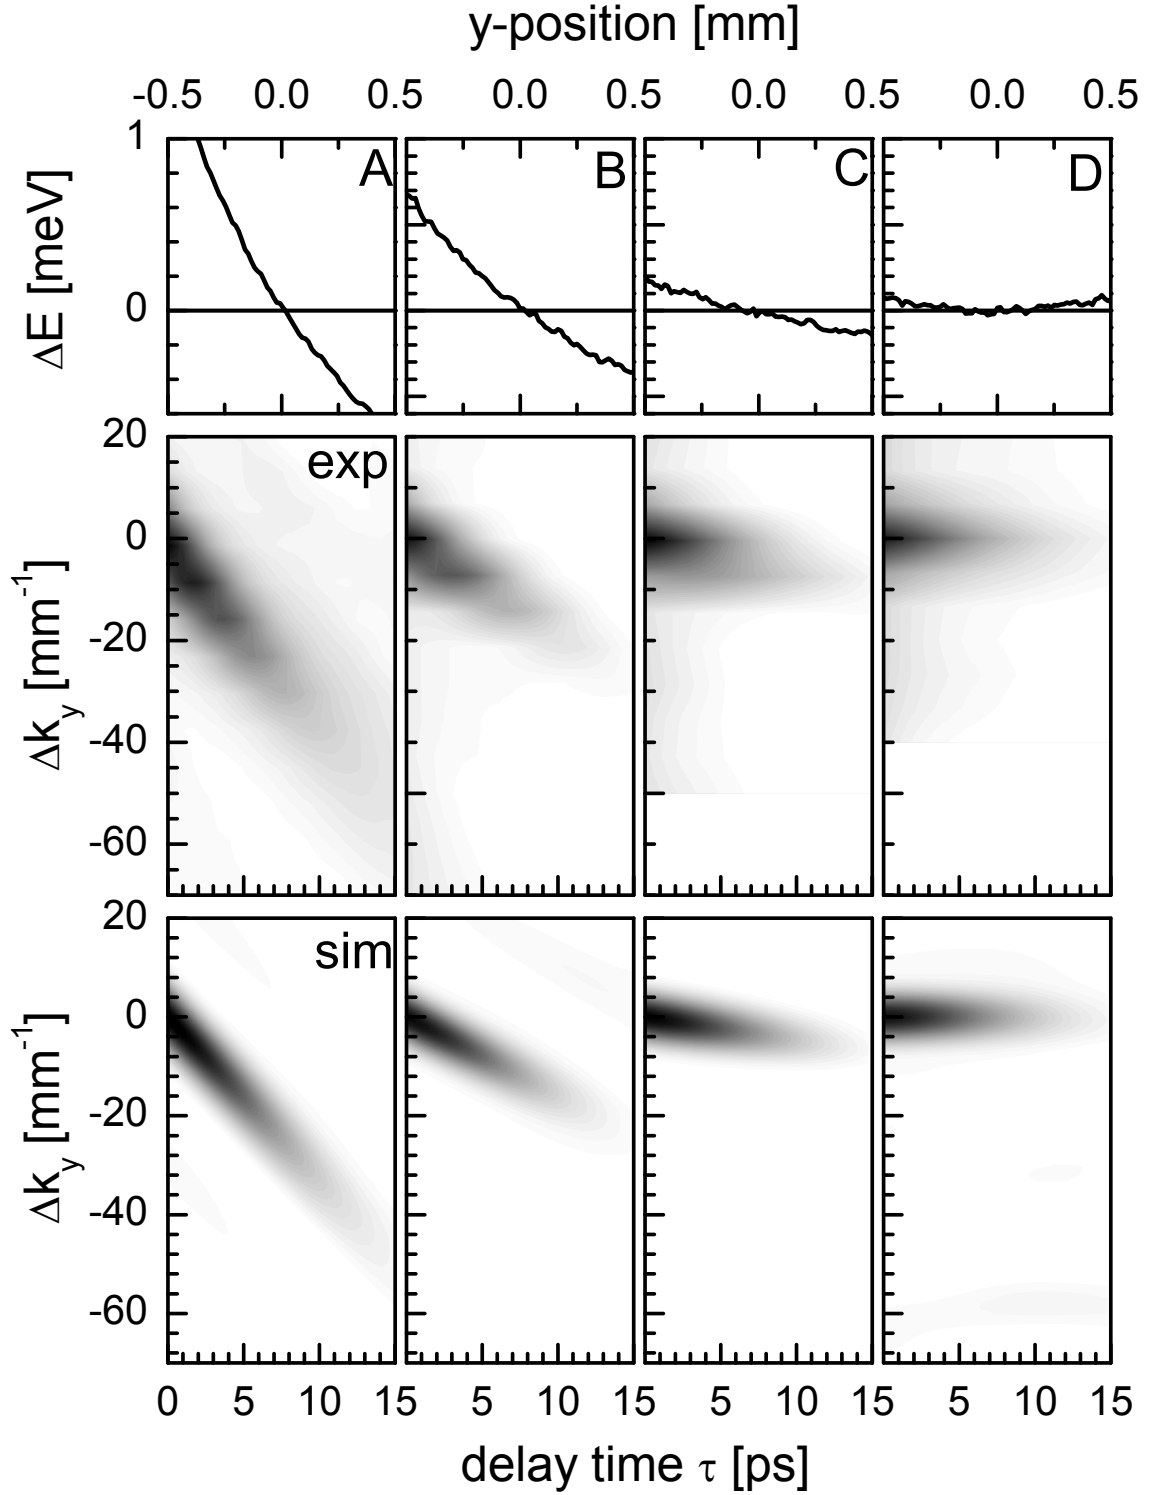 y-position [mm]
-0.5 0.0 0.5 0.0 0.5 0.0 0.5 0.0 0.5
1
A B C D
ΔE [meV]
0
20
exp
0
-20
-40
-60
Δk_y [mm⁻¹]
20
sim
0
-20
-40
-60
Δk_y [mm⁻¹]
0 5 10 15 5 10 15 5 10 15 5 10 15
delay time τ [ps]